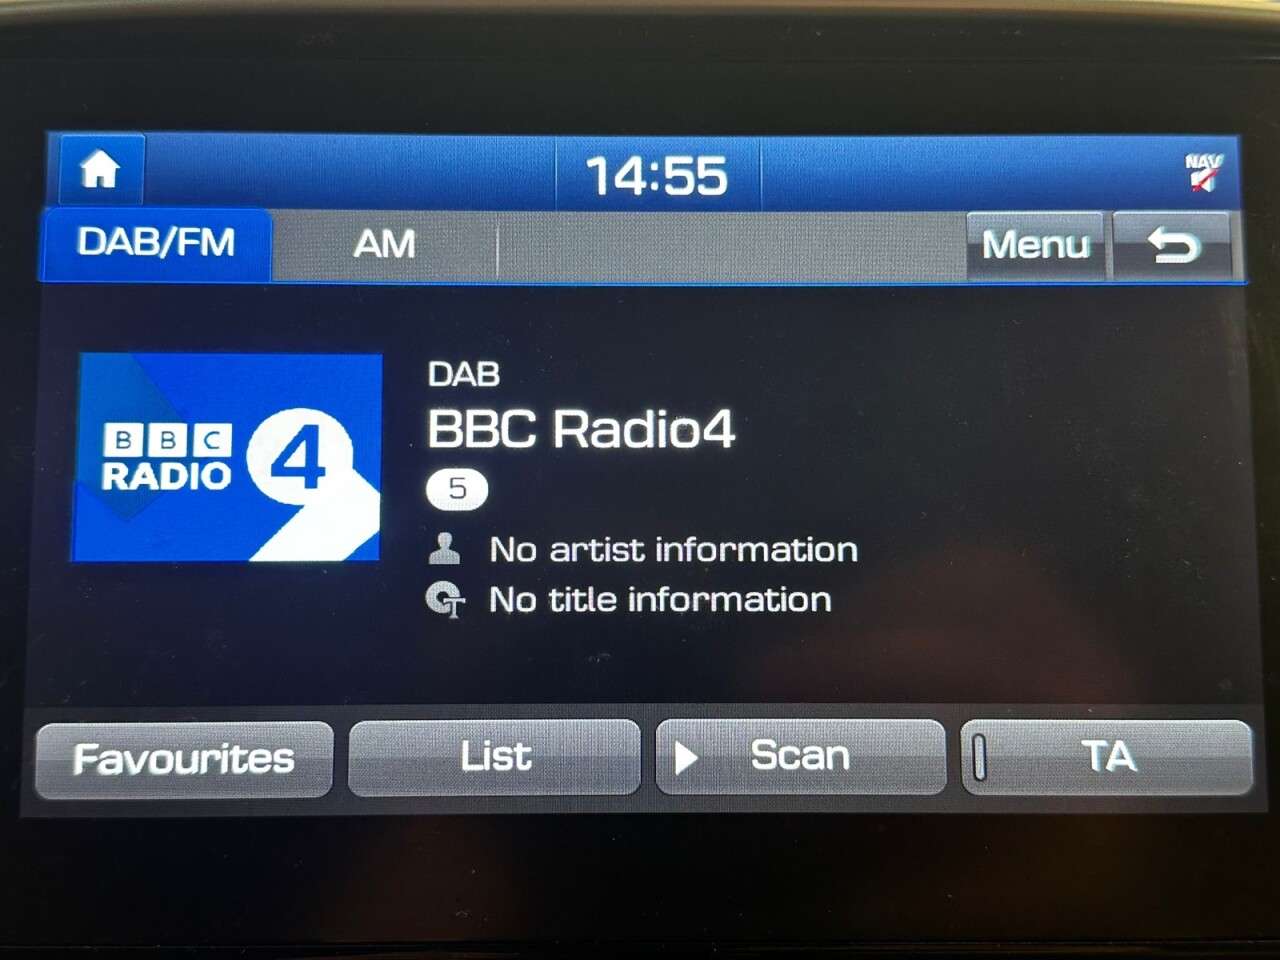 14:55
NAV
DAB/FM
AM
Menu
BBC
RADIO 4
DAB
BBC Radio4
5
No artist information
No title information
Favourites
List
Scan
TA